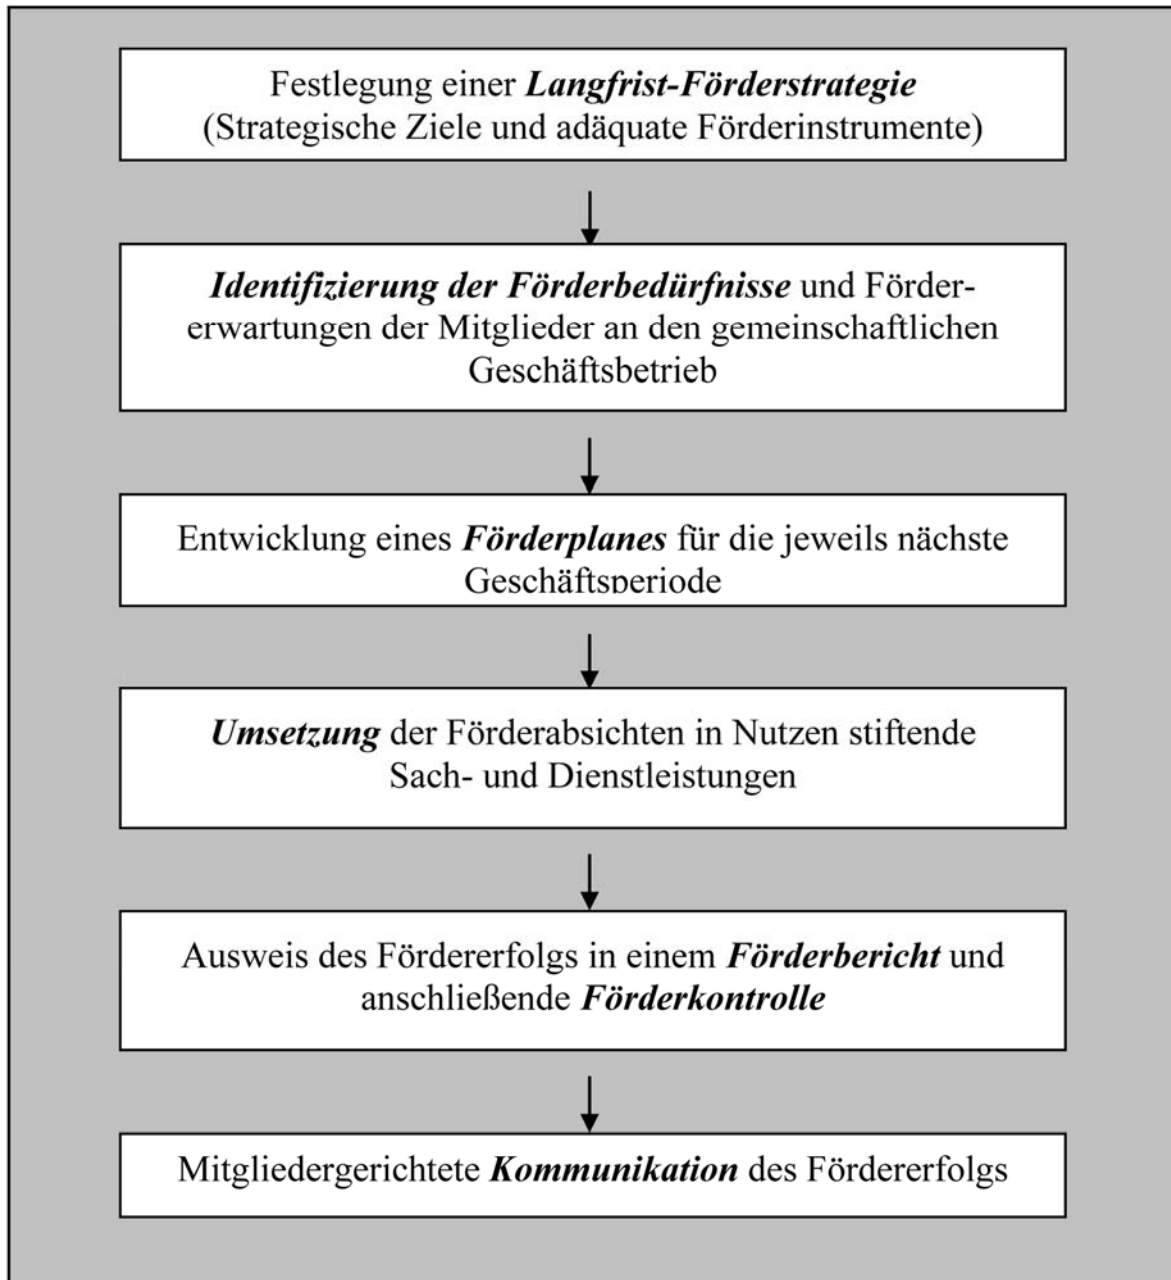 Festlegung einer Langfrist-Förderstrategie
(Strategische Ziele und adäquate Förderinstrumente)
Identifizierung der Förderbedürfnisse und Förder-
erwartungen der Mitglieder an den gemeinschaftlichen
Geschäftsbetrieb
Entwicklung eines Förderplanes für die jeweils nächste
Geschäftsperiode
Umsetzung der Förderabsichten in Nutzen stiftende
Sach- und Dienstleistungen
Ausweis des Fördererfolgs in einem Förderbericht und
anschließende Förderkontrolle
Mitgliedergerichtete Kommunikation des Fördererfolgs